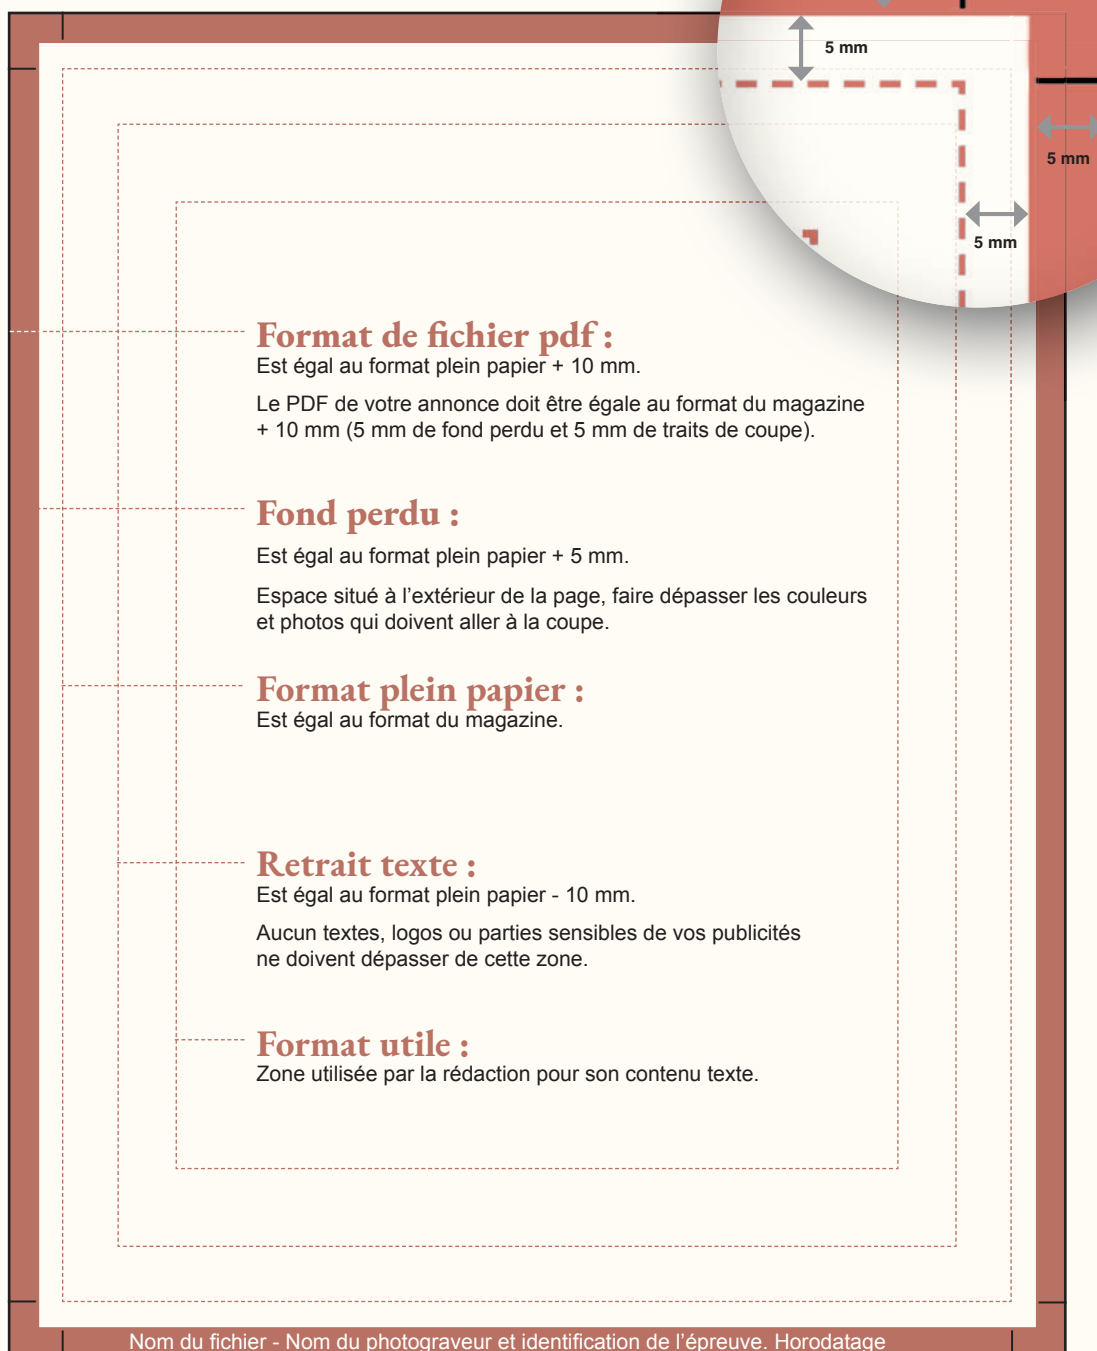 5 mm
5 mm
5 mm
Format de fichier pdf :
Est égal au format plein papier + 10 mm.
Le PDF de votre annonce doit être égale au format du magazine
+ 10 mm (5 mm de fond perdu et 5 mm de traits de coupe).
Fond perdu :
Est égal au format plein papier + 5 mm.
Espace situé à l’extérieur de la page, faire dépasser les couleurs
et photos qui doivent aller à la coupe.
Format plein papier :
Est égal au format du magazine.
Retrait texte :
Est égal au format plein papier - 10 mm.
Aucun textes, logos ou parties sensibles de vos publicités
ne doivent dépasser de cette zone.
Format utile :
Zone utilisée par la rédaction pour son contenu texte.
Nom du fichier - Nom du photograveur et identification de l’épreuve. Horodatage